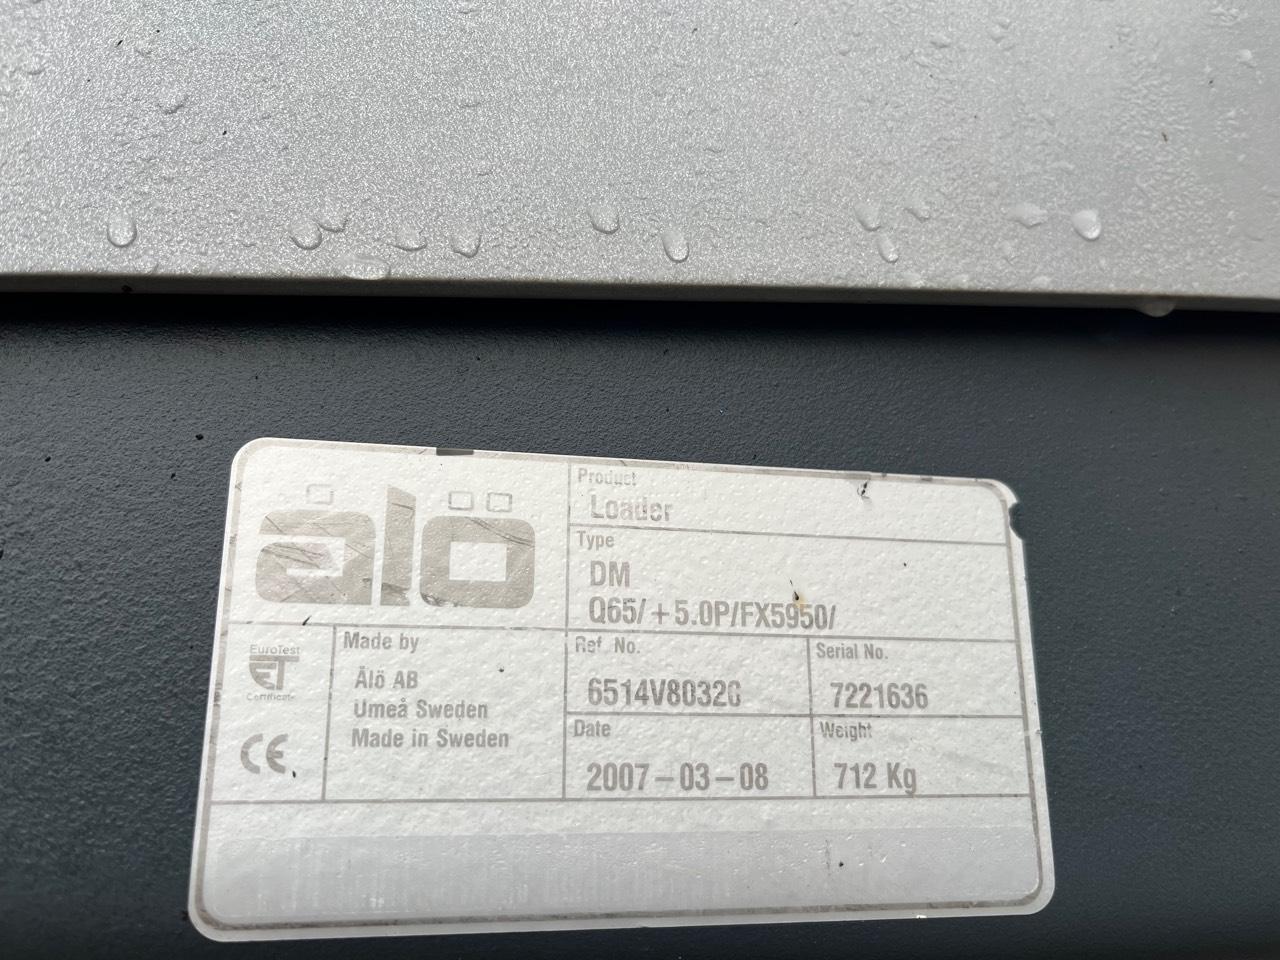 ålö
Product
Loader
Type
DM
Q65/+5.0P/FX5950/
EuroTest
ET
Certificate
CE
Made by
Ålö AB
Umeå Sweden
Made in Sweden
Ref No.
Serial No.
7221636
Date
2007-03-08
Weight
712 Kg